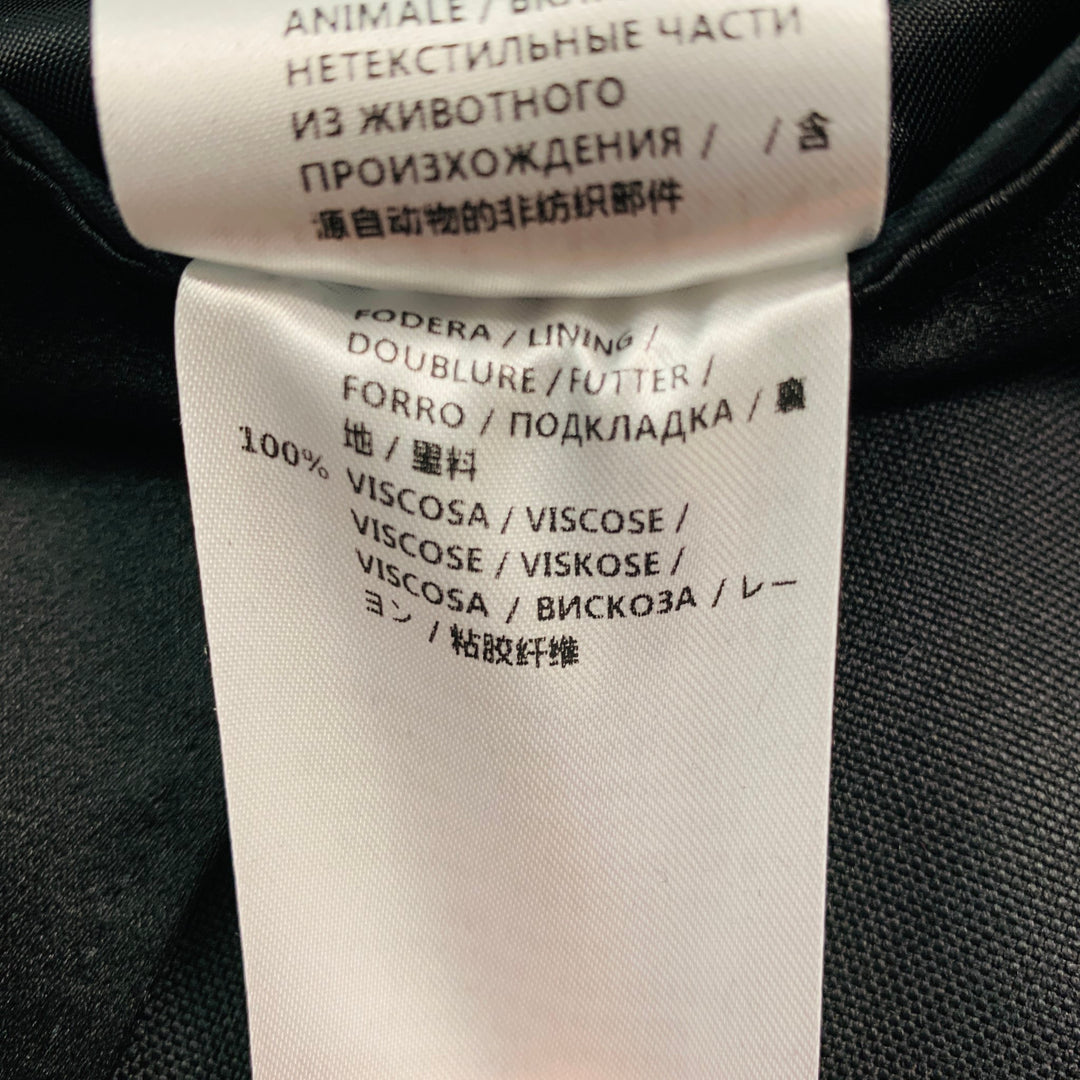 ANIMALE /
НЕТЕКСТИЛЬНЫЕ ЧАСТИ
ИЗ ЖИВОТНОГО
ПРОИЗХОЖДЕНИЯ / / 含
源自动物的非纺织部件
FODERA / LINING /
DOUBLURE / FUTTER /
FORRO / ПОДКЛАДКА / 裏
地 / 里料
100% VISCOSA / VISCOSE /
VISCOSE / VISKOSE /
VISCOSA / ВИСКОЗА / レー
ヨン / 粘胶纤维